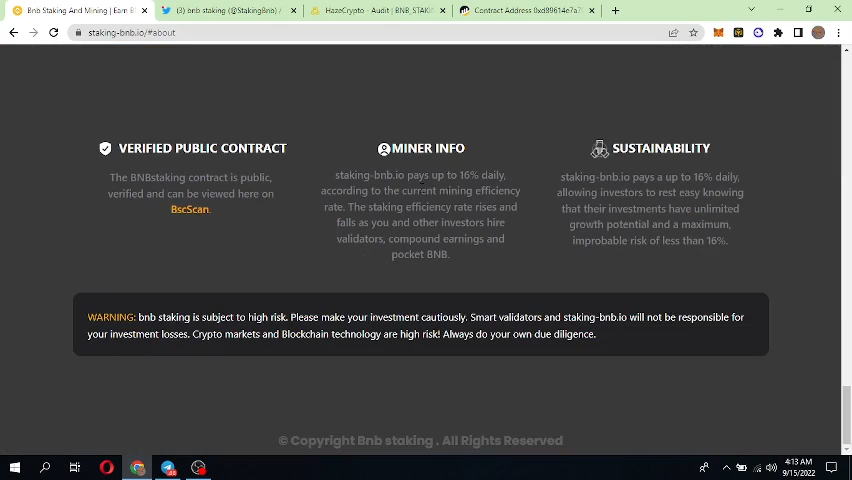 Bnb Staking And Mining | Earn B
(3) bnb staking (@StakingBnb) /
HazeCrypto - Audit | BNB_STAKI
Contract Address 0xd89614e7a7
staking-bnb.io/#about
VERIFIED PUBLIC CONTRACT
The BNBstaking contract is public,
verified and can be viewed here on
BscScan.
MINER INFO
staking-bnb.io pays up to 16% daily,
according to the current mining efficiency
rate. The staking efficiency rate rises and
falls as you and other investors hire
validators, compound earnings and
pocket BNB.
SUSTAINABILITY
staking-bnb.io pays a up to 16% daily,
allowing investors to rest easy knowing
that their investments have unlimited
growth potential and a maximum,
improbable risk of less than 16%.
WARNING: bnb staking is subject to high risk. Please make your investment cautiously. Smart validators and staking-bnb.io will not be responsible for
your investment losses. Crypto markets and Blockchain technology are high risk! Always do your own due diligence.
© Copyright Bnb staking . All Rights Reserved
4:13 AM
9/15/2022